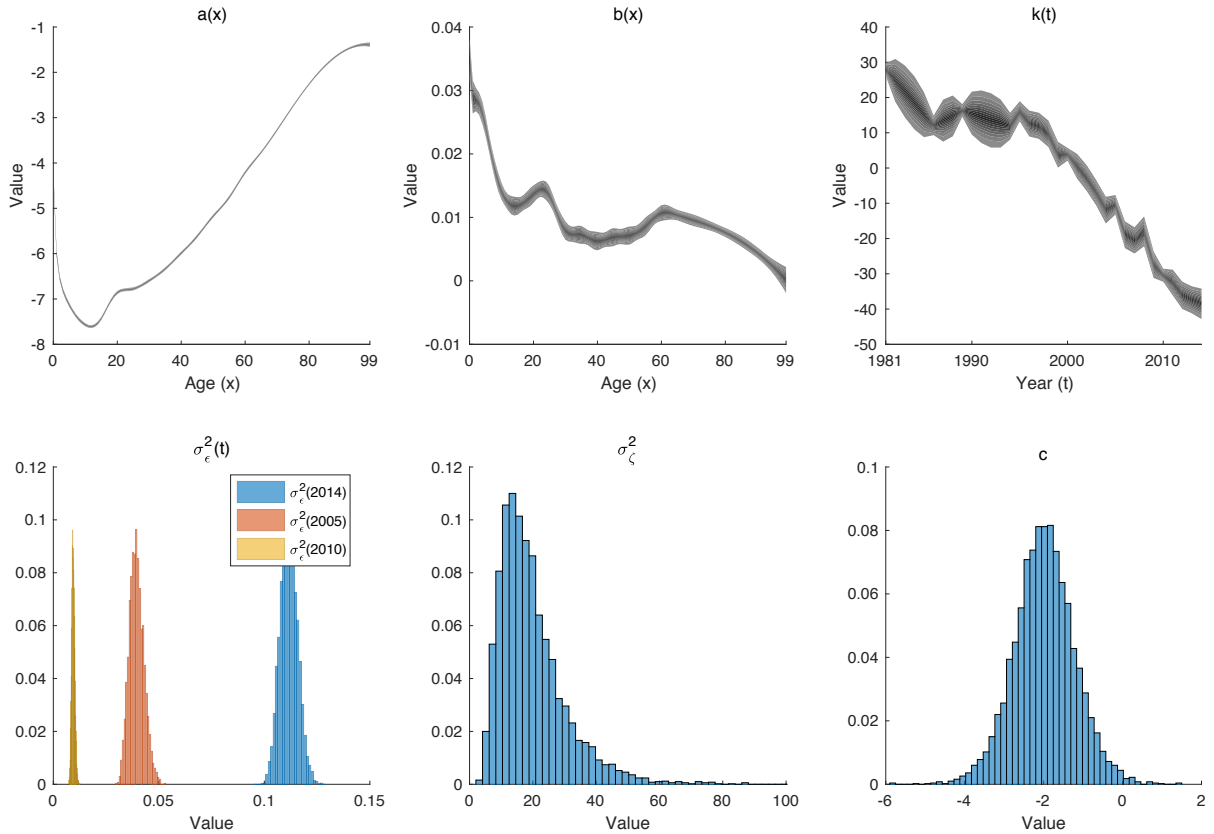 a(x)
-1
-2
-3
-4
-5
-6
-7
-8
Value
0 20 40 60 80 99
Age (x)
b(x)
0.04
0.03
0.02
0.01
0
-0.01
Value
0 20 40 60 80 99
Age (x)
k(t)
40
30
20
10
0
-10
-20
-30
-40
-50
Value
1981 1990 2000 2010
Year (t)
σ²_ϵ(t)
0.12
0.1
0.08
0.06
0.04
0.02
0
σ²_ϵ(2014)
σ²_ϵ(2005)
σ²_ϵ(2010)
0 0.05 0.1 0.15
Value
σ²_ζ
0.12
0.1
0.08
0.06
0.04
0.02
0
0 20 40 60 80 100
Value
c
0.1
0.08
0.06
0.04
0.02
0
-6 -4 -2 0 2
Value